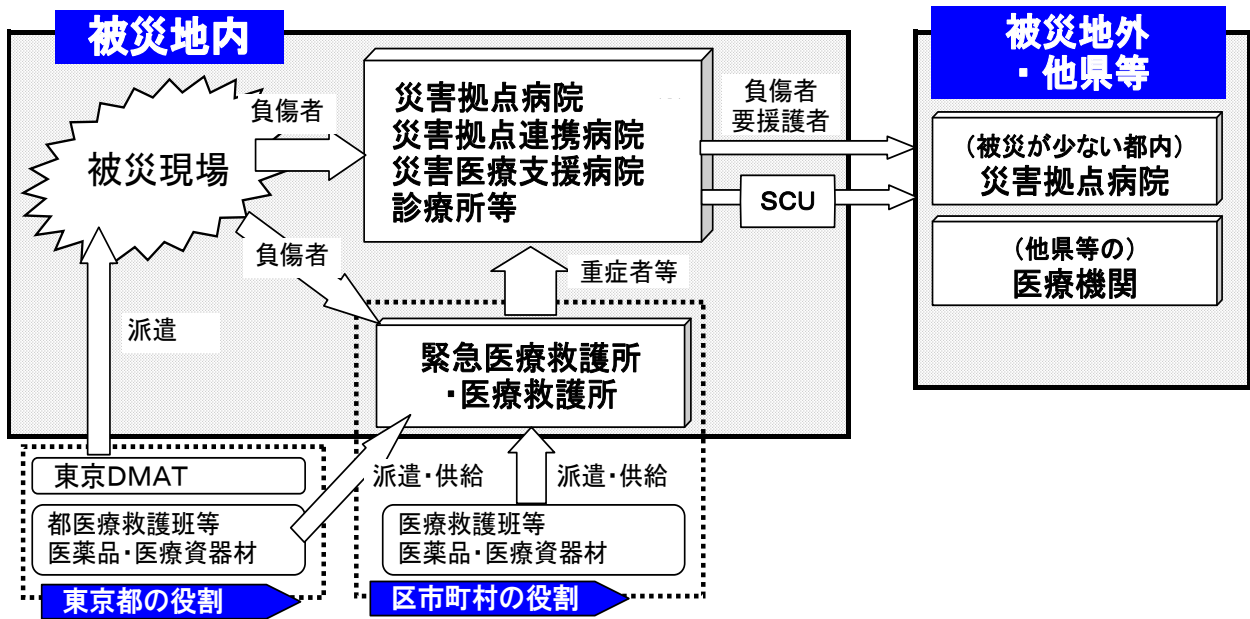 被災地内
被災地外
・他県等
被災現場
負傷者
災害拠点病院
災害拠点連携病院
災害医療支援病院
診療所等
負傷者
要援護者
SCU
(被災が少ない都内)
災害拠点病院
(他県等の)
医療機関
負傷者
重症者等
派遣
緊急医療救護所
・医療救護所
東京DMAT
都医療救護班等
医薬品・医療資器材
東京都の役割
派遣・供給
派遣・供給
医療救護班等
医薬品・医療資器材
区市町村の役割